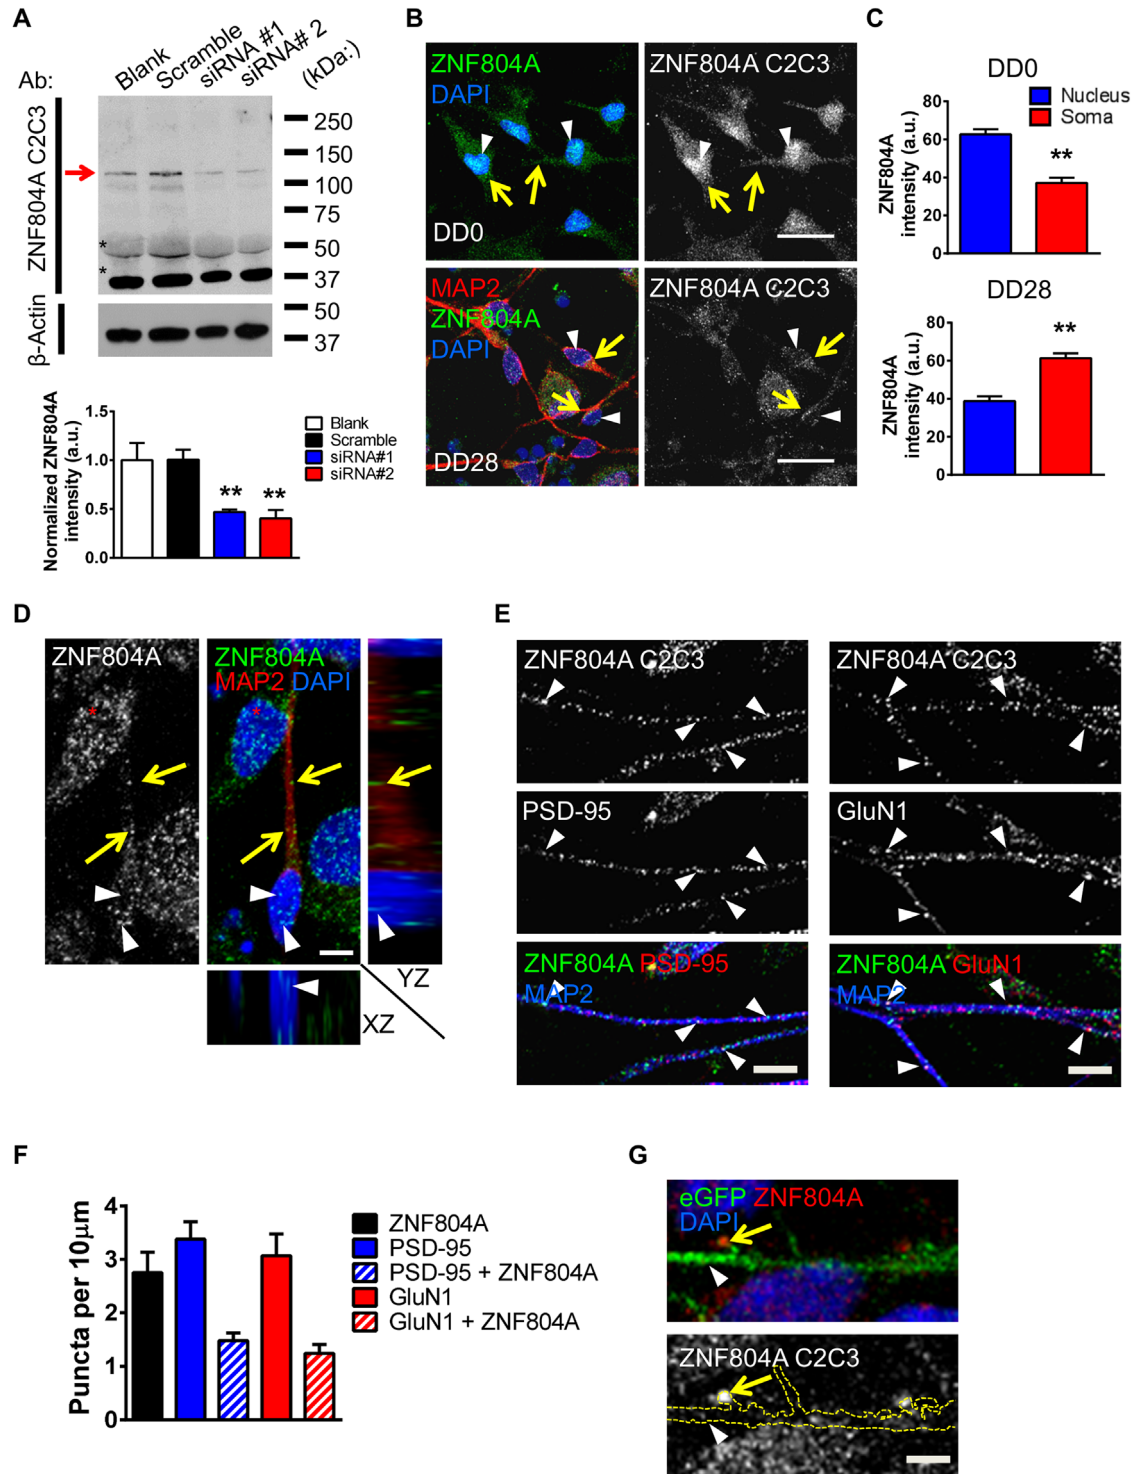 A
Blank
Scramble
siRNA #1
siRNA# 2
(kDa:)
Ab:
ZNF804A C2C3
250
150
100
75
50
37
*
*
β-Actin
50
37
Normalized ZNF804A
intensity (a.u.)
1.5
1.0
0.5
0.0
**
**
Blank
Scramble
siRNA#1
siRNA#2
B
ZNF804A
DAPI
DD0
ZNF804A C2C3
MAP2
ZNF804A
DAPI
DD28
ZNF804A C2C3
C
DD0
Nucleus
Soma
ZNF804A
intensity (a.u.)
80
60
40
20
0
**
DD28
ZNF804A
intensity (a.u.)
80
60
40
20
0
**
D
ZNF804A
ZNF804A
MAP2 DAPI
YZ
XZ
E
ZNF804A C2C3
PSD-95
ZNF804A PSD-95
MAP2
ZNF804A C2C3
GluN1
ZNF804A GluN1
MAP2
F
Puncta per 10μm
4
3
2
1
0
ZNF804A
PSD-95
PSD-95 + ZNF804A
GluN1
GluN1 + ZNF804A
G
eGFP ZNF804A
DAPI
ZNF804A C2C3